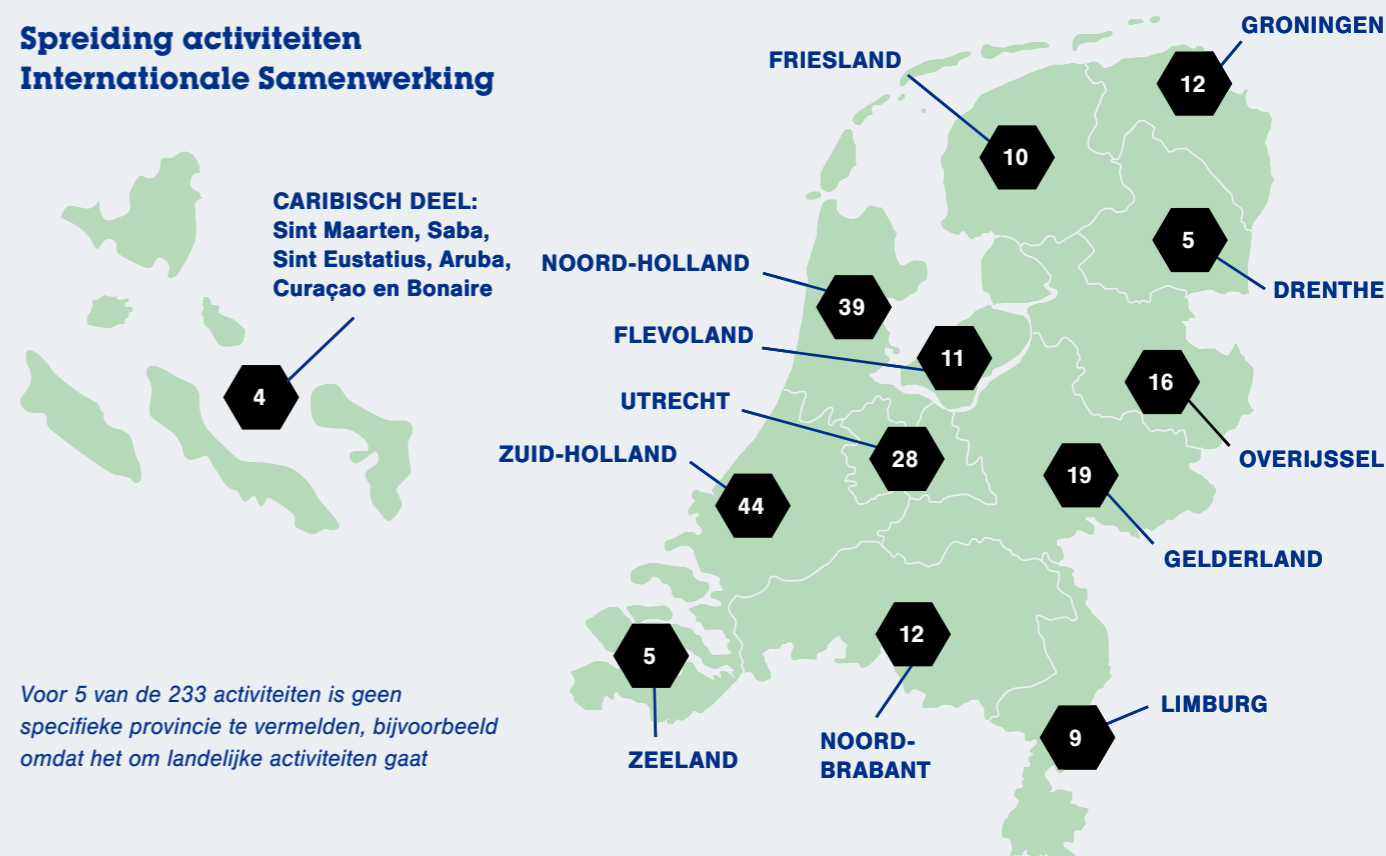 Spreiding activiteiten
Internationale Samenwerking
CARIBISCH DEEL:
Sint Maarten, Saba,
Sint Eustatius, Aruba,
Curaçao en Bonaire
4
GRONINGEN
12
FRIESLAND
10
5
DRENTHE
NOORD-HOLLAND
39
FLEVOLAND
11
16
OVERIJSSEL
UTRECHT
28
ZUID-HOLLAND
44
19
GELDERLAND
5
ZEELAND
12
NOORD-
BRABANT
9
LIMBURG
Voor 5 van de 233 activiteiten is geen
specifieke provincie te vermelden, bijvoorbeeld
omdat het om landelijke activiteiten gaat